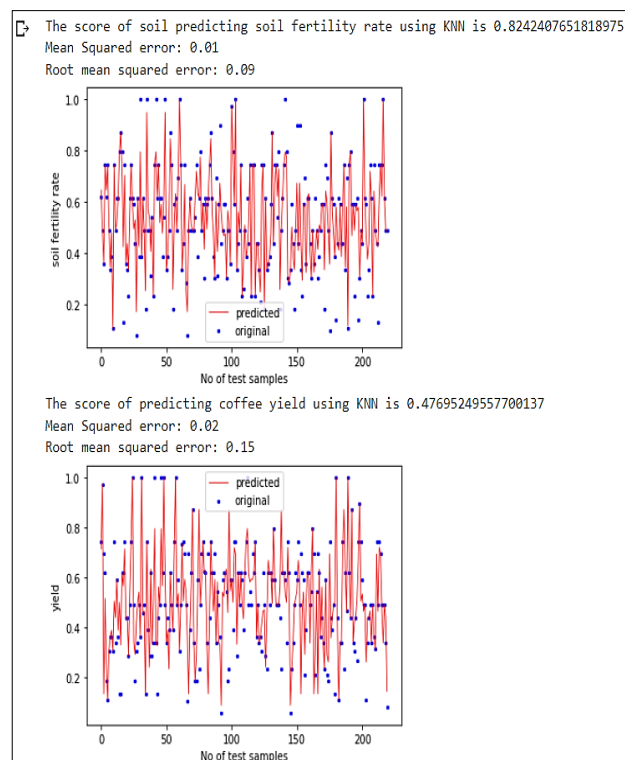 The score of soil predicting soil fertility rate using KNN is 0.8242407651818975
Mean Squared error: 0.01
Root mean squared error: 0.09
1.0
0.8
0.6
0.4
0.2
soil fertility rate
predicted
original
0 50 100 150 200
No of test samples
The score of predicting coffee yield using KNN is 0.47695249557700137
Mean Squared error: 0.02
Root mean squared error: 0.15
predicted
original
1.0
0.8
0.6
0.4
0.2
yield
0 50 100 150 200
No of test samples